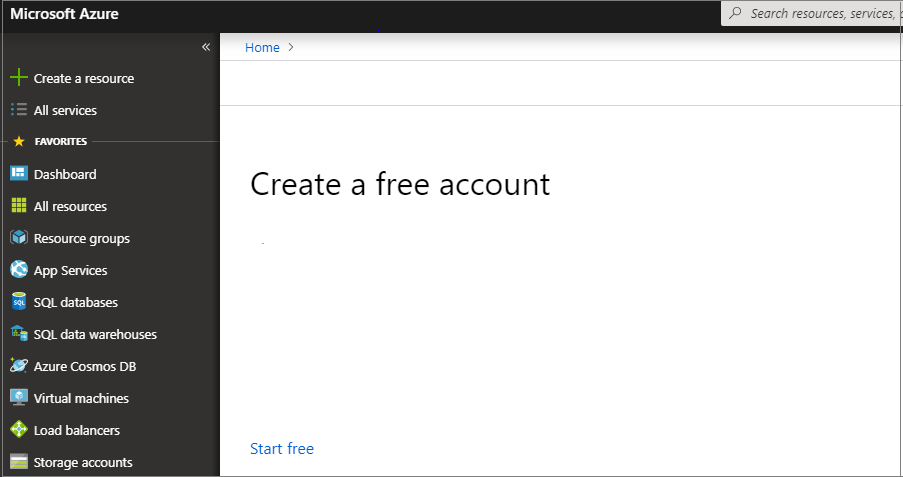 Microsoft Azure
Search resources, services,
«
Home >
Create a resource
All services
FAVORITES
Dashboard
All resources
Resource groups
App Services
SQL databases
SQL
SQL data warehouses
Azure Cosmos DB
Virtual machines
Load balancers
Storage accounts
Create a free account
Start free